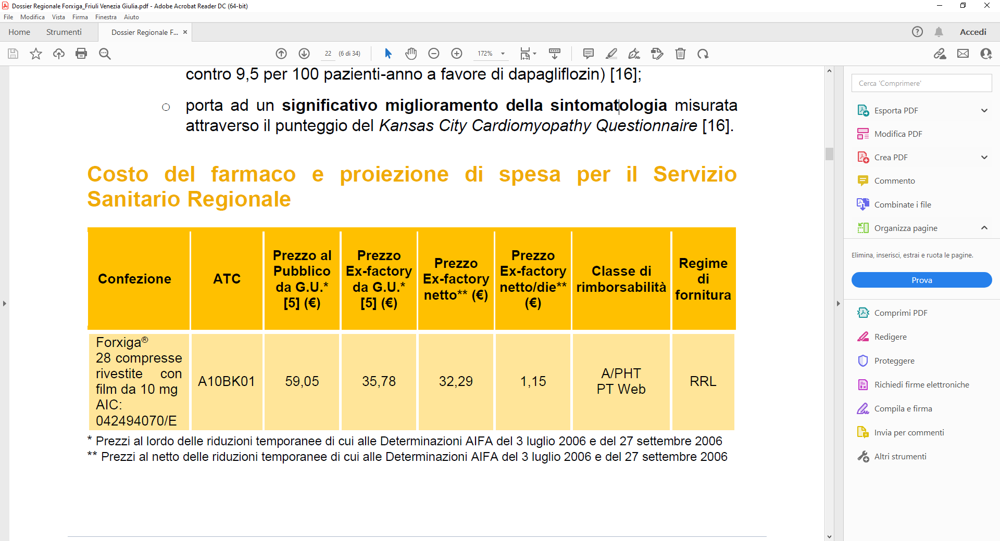 Dossier Regionale Forxiga_Friuli Venezia Giulia.pdf - Adobe Acrobat Reader DC (64-bit)
File Modifica Vista Firma Finestra Aiuto
Home Strumenti Dossier Regionale F... × Accedi
22 (6 di 34) 172%
contro 9,5 per 100 pazienti-anno a favore di dapagliflozin) [16];
porta ad un significativo miglioramento della sintomatologia misurata
attraverso il punteggio del Kansas City Cardiomyopathy Questionnaire [16].
Costo del farmaco e proiezione di spesa per il Servizio
Sanitario Regionale
Confezione
ATC
Prezzo al
Pubblico
da G.U.*
[5] (€)
Prezzo
Ex-factory
da G.U.*
[5] (€)
Prezzo
Ex-factory
netto** (€)
Prezzo
Ex-factory
netto/die**
(€)
Classe di
rimborsabilità
Regime
di
fornitura
Forxiga®
28 compresse
rivestite con
film da 10 mg
AIC:
042494070/E
A10BK01
59,05
35,78
32,29
1,15
A/PHT
PT Web
RRL
* Prezzi al lordo delle riduzioni temporanee di cui alle Determinazioni AIFA del 3 luglio 2006 e del 27 settembre 2006
** Prezzi al netto delle riduzioni temporanee di cui alle Determinazioni AIFA del 3 luglio 2006 e del 27 settembre 2006
Cerca 'Comprimere'
Esporta PDF
Modifica PDF
Crea PDF
Commento
Combinate i file
Organizza pagine
Elimina, inserisci, estrai e ruota le pagine.
Prova
Comprimi PDF
Redigere
Proteggere
Richiedi firme elettroniche
Compila e firma
Invia per commenti
Altri strumenti